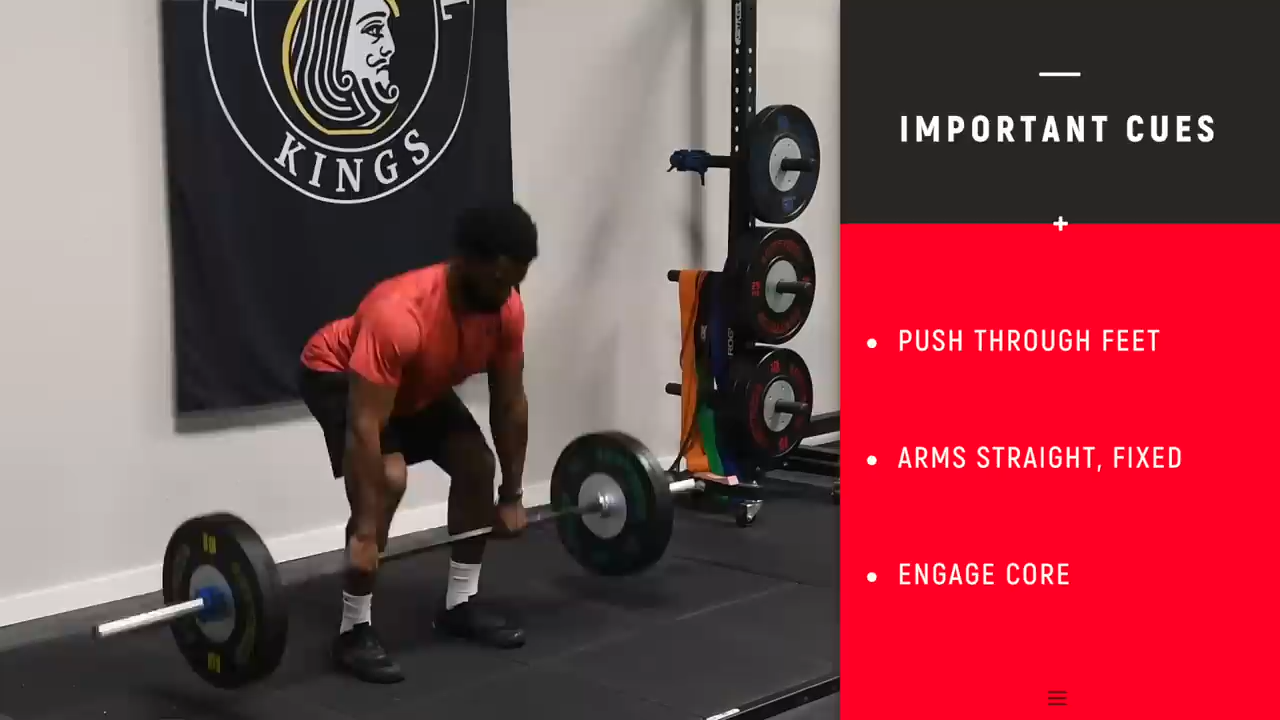 KINGS
IMPORTANT CUES
PUSH THROUGH FEET
ARMS STRAIGHT, FIXED
ENGAGE CORE